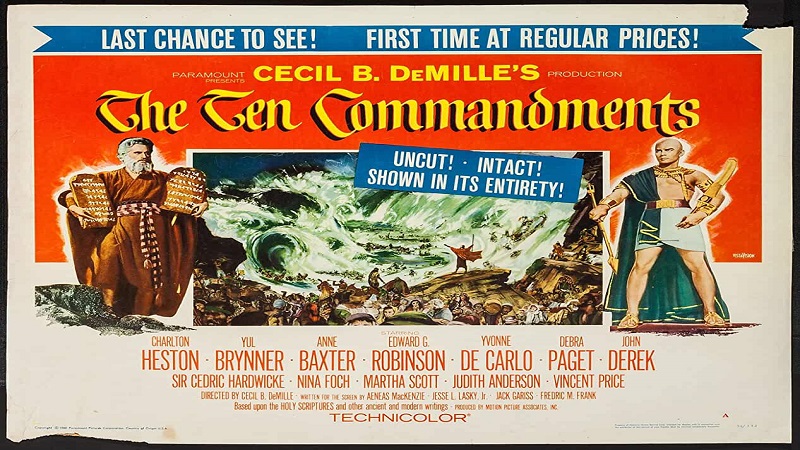 LAST CHANCE TO SEE! FIRST TIME AT REGULAR PRICES!
PARAMOUNT PRESENTS CECIL B. DeMILLE'S PRODUCTION
The Ten Commandments
UNCUT! · INTACT!
SHOWN IN ITS ENTIRETY!
STARRING
CHARLTON HESTON · YUL BRYNNER · ANNE BAXTER · EDWARD G. ROBINSON · YVONNE DE CARLO · DEBRA PAGET · JOHN DEREK
SIR CEDRIC HARDWICKE · NINA FOCH · MARTHA SCOTT · JUDITH ANDERSON · VINCENT PRICE
DIRECTED BY CECIL B. DeMILLE · WRITTEN FOR THE SCREEN BY AENEAS MacKENZIE · JESSE L. LASKY, Jr. · JACK GARISS · FREDRIC M. FRANK
Based upon the HOLY SCRIPTURES and other ancient and modern writings · PRODUCED BY MOTION PICTURE ASSOCIATES, INC.
TECHNICOLOR